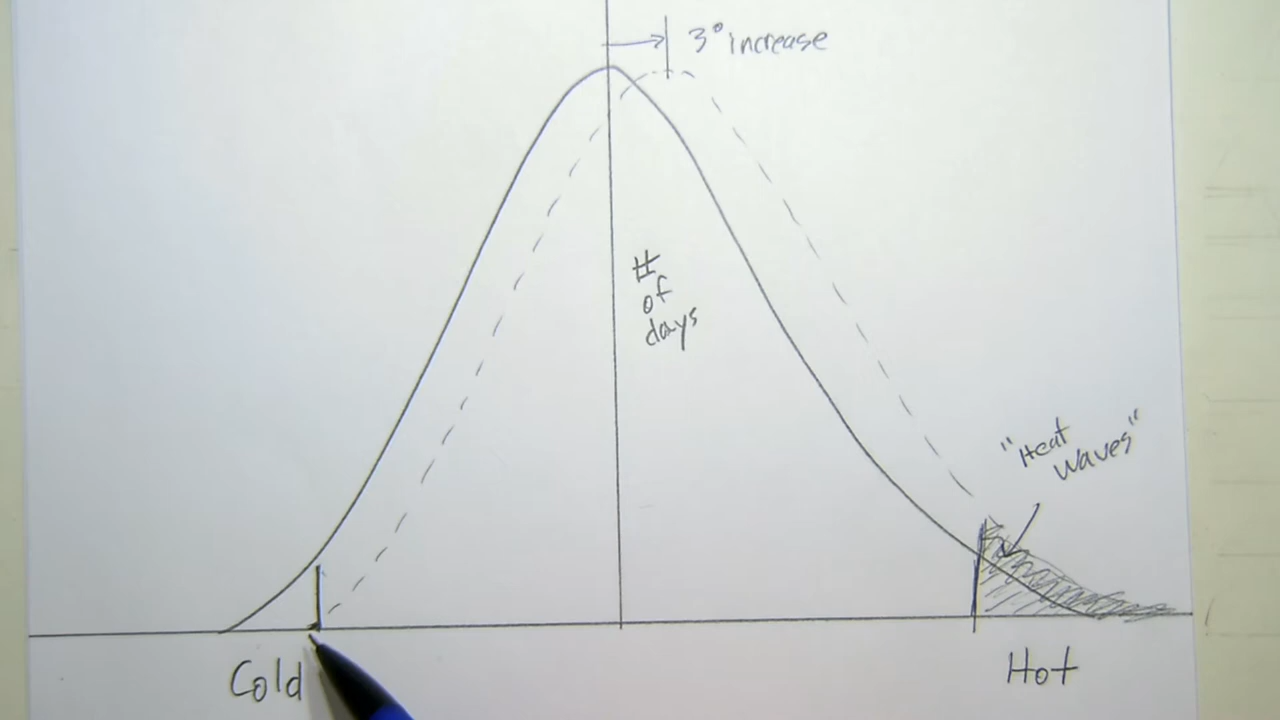 3° increase
#
of
days
"Heat
Waves"
Cold
Hot